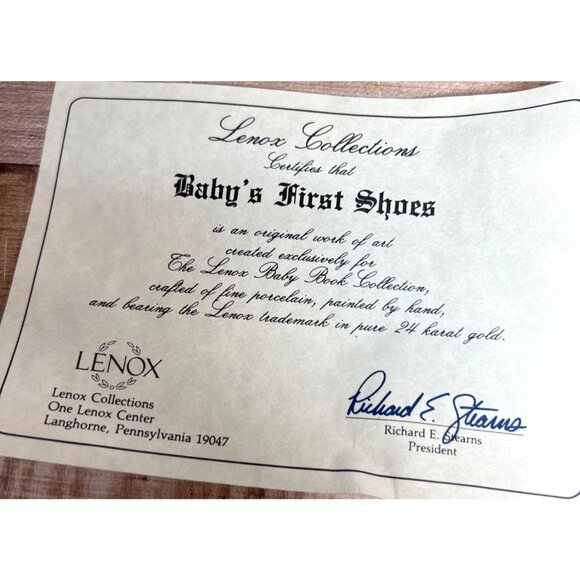 Lenox Collections
Certifies that
Baby's First Shoes
is an original work of art
created exclusively for
The Lenox Baby Book Collection,
crafted of fine porcelain, painted by hand,
and bearing the Lenox trademark in pure 24 karat gold.
LENOX
Lenox Collections
One Lenox Center
Langhorne, Pennsylvania 19047
Richard E. Stearns
Richard E. Stearns
President